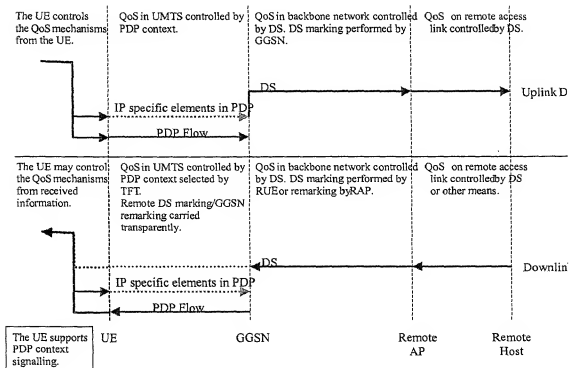 The UE controls
the QoS mechanisms
from the UE.
QoS in UMTS controlled by
PDP context.
QoS in backbone network controlled
by DS. DS marking performed by
GGSN.
QoS on remote access
link controlledby DS.
DS
Uplink D
IP specific elements in PDP
PDP Flow
The UE may control
the QoS mechanisms
from received
information.
QoS in UMTS controlled by
PDP context selected by
TFT.
Remote DS marking/GGSN
remarking carried
transparently.
QoS in backbone network controlled
by DS. DS marking performed by
RUEor remarking byRAP.
QoS on remote access
link controlledby DS
or other means.
DS
Downlin
IP specific elements in PDP
PDP Flow
The UE supports
PDP context
signalling.
UE
GGSN
Remote
AP
Remote
Host